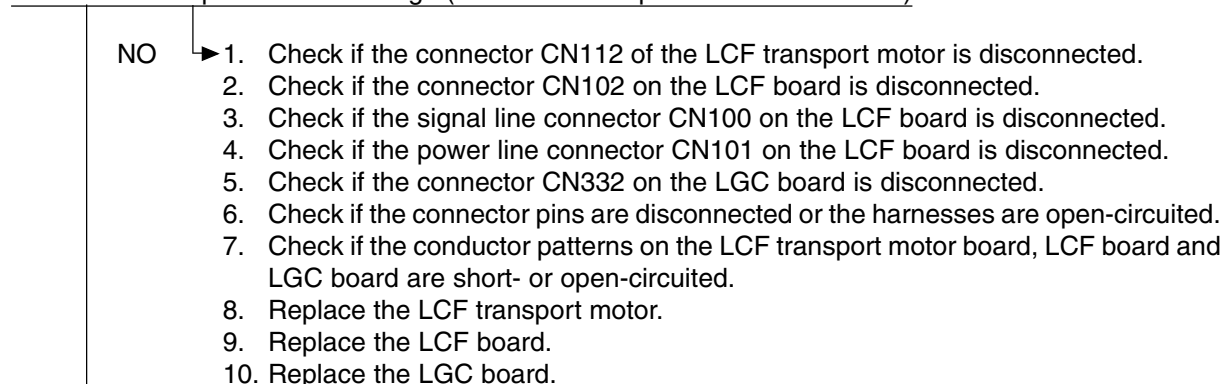 NO 1. Check if the connector CN112 of the LCF transport motor is disconnected.
2. Check if the connector CN102 on the LCF board is disconnected.
3. Check if the signal line connector CN100 on the LCF board is disconnected.
4. Check if the power line connector CN101 on the LCF board is disconnected.
5. Check if the connector CN332 on the LGC board is disconnected.
6. Check if the connector pins are disconnected or the harnesses are open-circuited.
7. Check if the conductor patterns on the LCF transport motor board, LCF board and
LGC board are short- or open-circuited.
8. Replace the LCF transport motor.
9. Replace the LCF board.
10. Replace the LGC board.